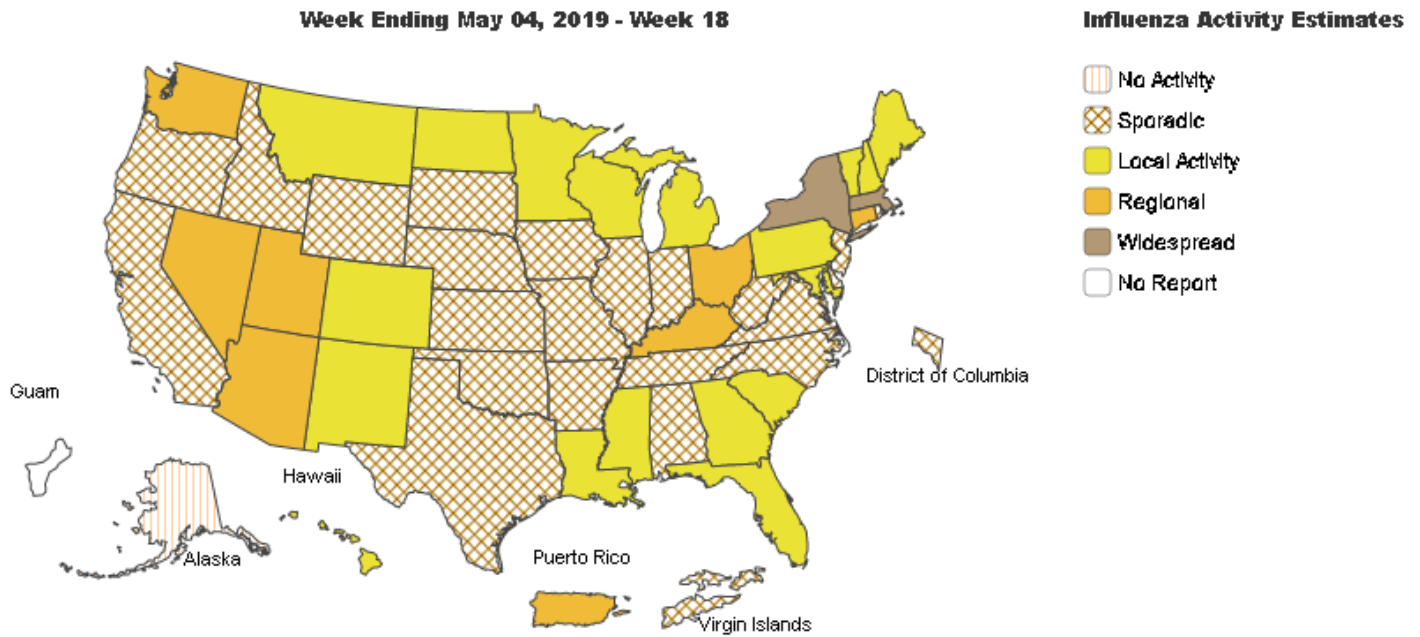 Week Ending May 04, 2019 - Week 18
Influenza Activity Estimates
No Activity
Sporadic
Local Activity
Regional
Widespread
No Report
District of Columbia
Guam
Hawaii
Alaska
Puerto Rico
Virgin Islands